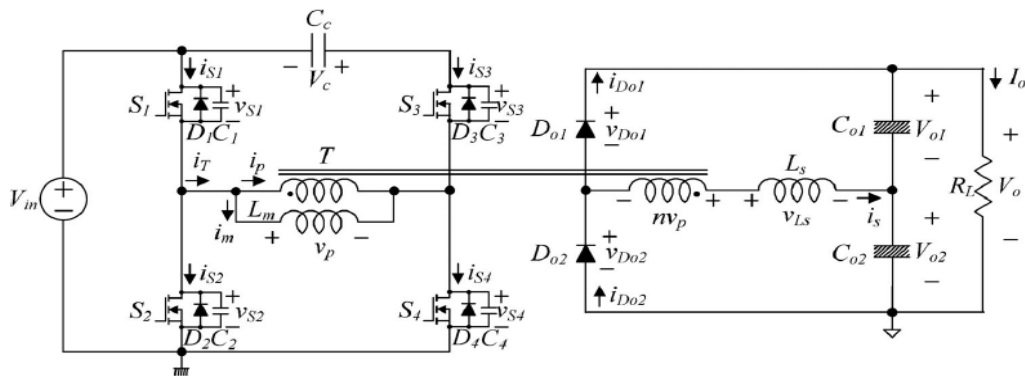 C_c
− V_c +
i_S1
i_S3
S_1
+ v_S1 −
D_1C_1
S_3
+ v_S3 −
D_3C_3
i_Do1
I_o
D_o1
+ v_Do1 −
C_o1
+ V_o1 −
i_T
i_p
T
L_s
V_in
+ −
L_m
i_m
+ v_p −
− nv_p +
+ v_Ls −
i_s
R_L
+ V_o −
i_S2
i_S4
S_2
+ v_S2 −
D_2C_2
S_4
+ v_S4 −
D_4C_4
D_o2
+ v_Do2 −
i_Do2
C_o2
+ V_o2 −